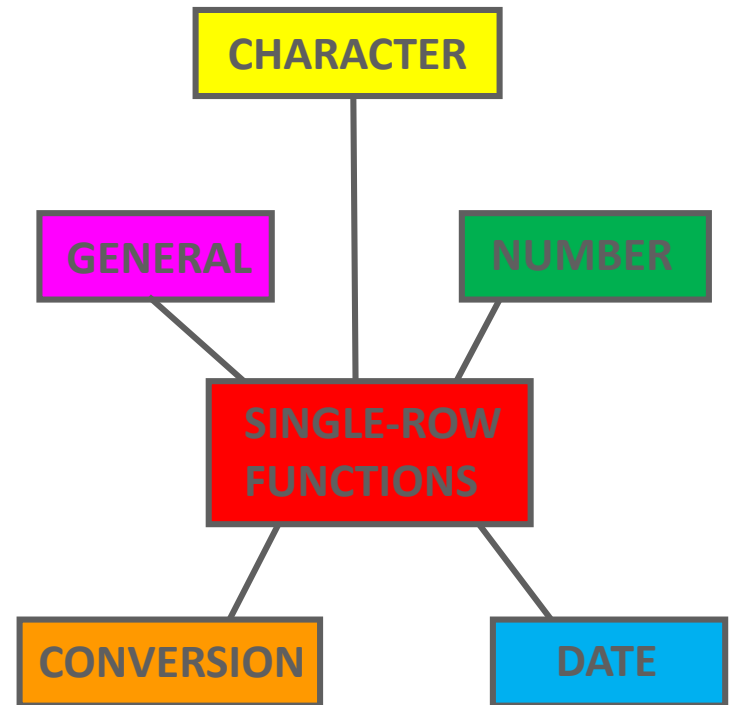 CHARACTER
GENERAL
NUMBER
SINGLE-ROW
FUNCTIONS
CONVERSION
DATE